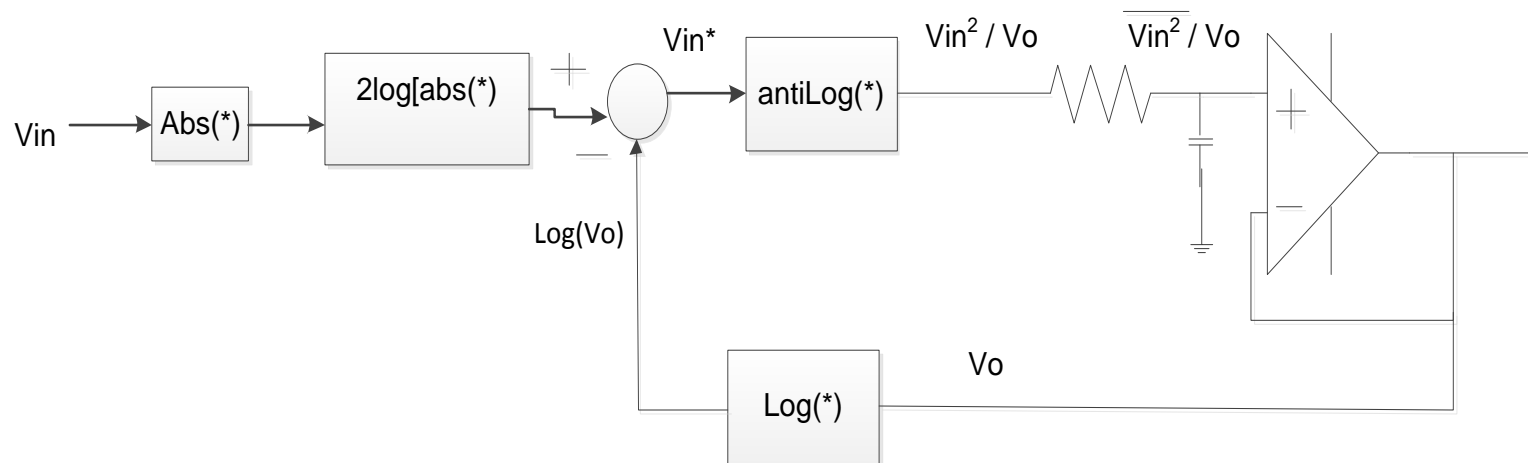 Vin
Abs(*)
2log[abs(*)
+
−
Vin*
antiLog(*)
Vin² / Vo
Vin² / Vo
+
−
Log(Vo)
Log(*)
Vo